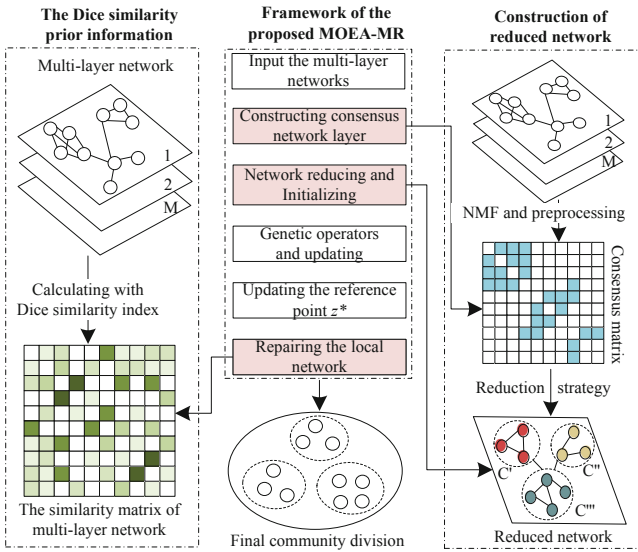 The Dice similarity
prior information
Multi-layer network
1
2
M
Calculating with
Dice similarity index
The similarity matrix of
multi-layer network
Framework of the
proposed MOEA-MR
Input the multi-layer
networks
Constructing consensus
network layer
Network reducing and
Initializing
Genetic operators
and updating
Updating the reference
point z*
Repairing the local
network
Final community division
Construction of
reduced network
1
2
M
NMF and preprocessing
Consensus matrix
Reduction strategy
C'
C''
C'''
Reduced network